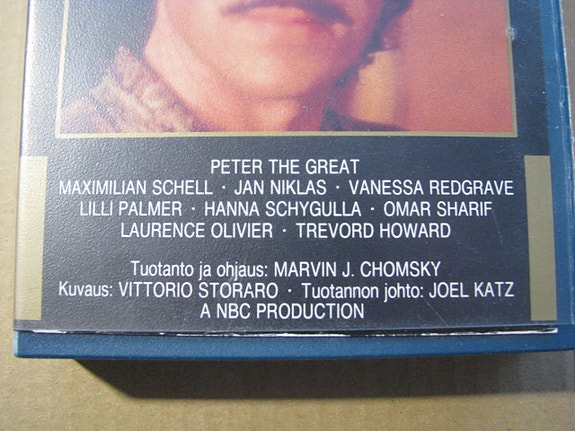 PETER THE GREAT
MAXIMILIAN SCHELL · JAN NIKLAS · VANESSA REDGRAVE
LILLI PALMER · HANNA SCHYGULLA · OMAR SHARIF
LAURENCE OLIVIER · TREVORD HOWARD
Tuotanto ja ohjaus: MARVIN J. CHOMSKY
Kuvaus: VITTORIO STORARO · Tuotannon johto: JOEL KATZ
A NBC PRODUCTION